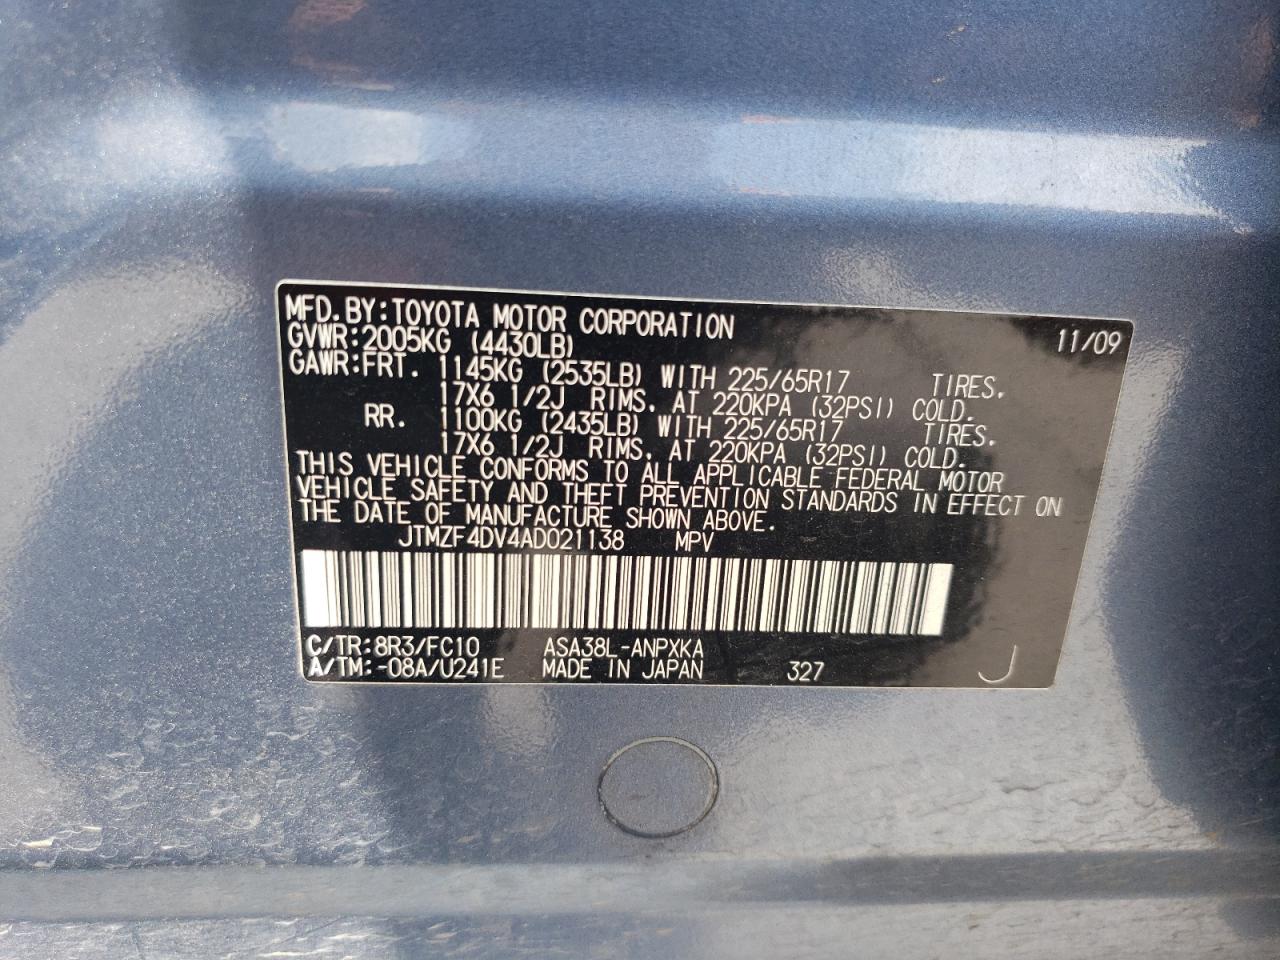 MFD.BY:TOYOTA MOTOR CORPORATION 11/09
GVWR:2005KG (4430LB)
GAWR:FRT. 1145KG (2535LB) WITH 225/65R17 TIRES.
17X6 1/2J RIMS. AT 220KPA (32PSI) COLD.
RR. 1100KG (2435LB) WITH 225/65R17 TIRES.
17X6 1/2J RIMS. AT 220KPA (32PSI) COLD.
THIS VEHICLE CONFORMS TO ALL APPLICABLE FEDERAL MOTOR
VEHICLE SAFETY AND THEFT PREVENTION STANDARDS IN EFFECT ON
THE DATE OF MANUFACTURE SHOWN ABOVE.
JTMZF4DV4AD021138 MPV
C/TR:8R3/FC10 ASA38L-ANPXKA
A/TM:-08A/U241E MADE IN JAPAN 327 J